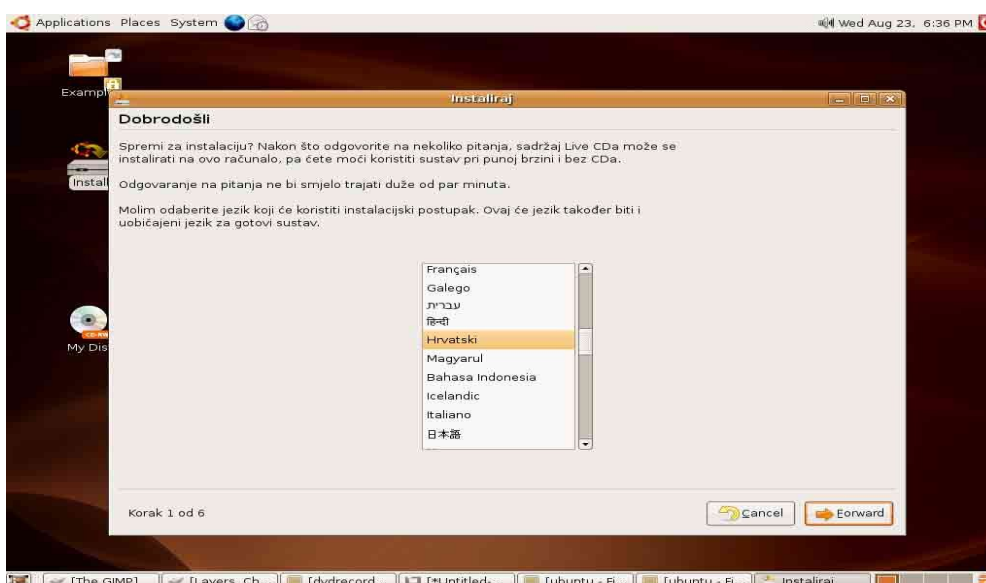 Applications Places System
Wed Aug 23, 6:36 PM
Exampl
Instaliraj
Dobrodošli
Spremi za instalaciju? Nakon što odgovorite na nekoliko pitanja, sadržaj Live CDa može se
instalirati na ovo računalo, pa ćete moći koristiti sustav pri punoj brzini i bez CDa.
Install
Odgovaranje na pitanja ne bi smjelo trajati duže od par minuta.
Molim odaberite jezik koji će koristiti instalacijski postupak. Ovaj će jezik također biti i
uobičajeni jezik za gotovi sustav.
Français
Galego
עברית
हिन्दी
CD-RW
My Dis
Hrvatski
Magyarul
Bahasa Indonesia
Icelandic
Italiano
日本語
Korak 1 od 6
Cancel
Forward
[The GIMP]
[Layers, Ch...
[dvdrecord...
[*Untitled-...
[ubuntu - Fi...
[ubuntu - Fi...
Instaliraj